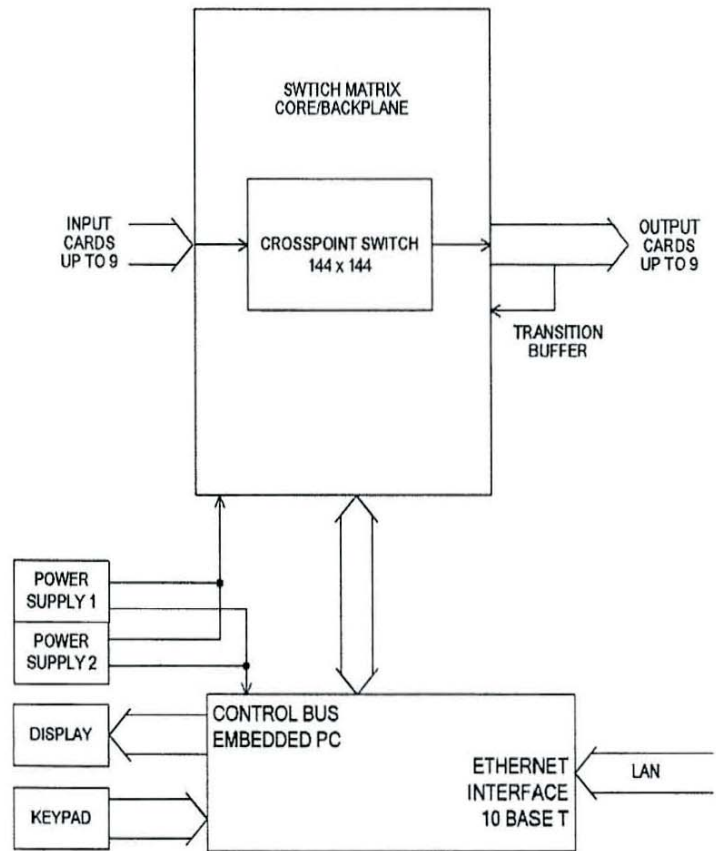 SWTICH MATRIX
CORE/BACKPLANE
INPUT
CARDS
UP TO 9
CROSSPOINT SWITCH
144 x 144
OUTPUT
CARDS
UP TO 9
TRANSITION
BUFFER
POWER
SUPPLY 1
POWER
SUPPLY 2
DISPLAY
KEYPAD
CONTROL BUS
EMBEDDED PC
ETHERNET
INTERFACE
10 BASE T
LAN